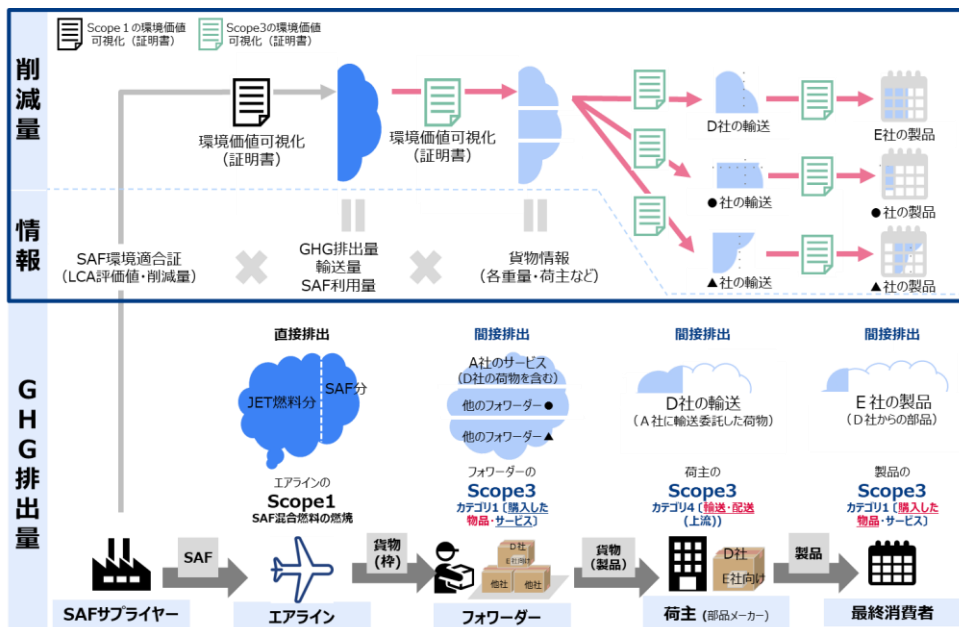 Scope1の環境価値
可視化（証明書）
Scope3の環境価値
可視化（証明書）
削減量
環境価値可視化
（証明書）
環境価値可視化
（証明書）
D社の輸送
E社の製品
●社の輸送
●社の製品
▲社の輸送
▲社の製品
情報
SAF環境適合証
（LCA評価値・削減量）
GHG排出量
輸送量
SAF利用量
貨物情報
（各重量・荷主など）
GHG排出量
直接排出
JET燃料分
SAF分
エアラインの
Scope1
SAF混合燃料の燃焼
間接排出
A社のサービス
（D社の荷物を含む）
他のフォワーダー●
他のフォワーダー▲
フォワーダーの
Scope3
カテゴリ1〔購入した
物品・サービス〕
間接排出
D社の輸送
（A社に輸送委託した荷物）
荷主の
Scope3
カテゴリ4〔輸送・配送
（上流））
間接排出
E社の製品
（D社からの部品）
製品の
Scope3
カテゴリ1〔購入した
物品・サービス〕
SAF
貨物
（枠）
D社
E社向け
他社
他社
貨物
（製品）
D社
E社向け
製品
SAFサプライヤー
エアライン
フォワーダー
荷主（部品メーカー）
最終消費者